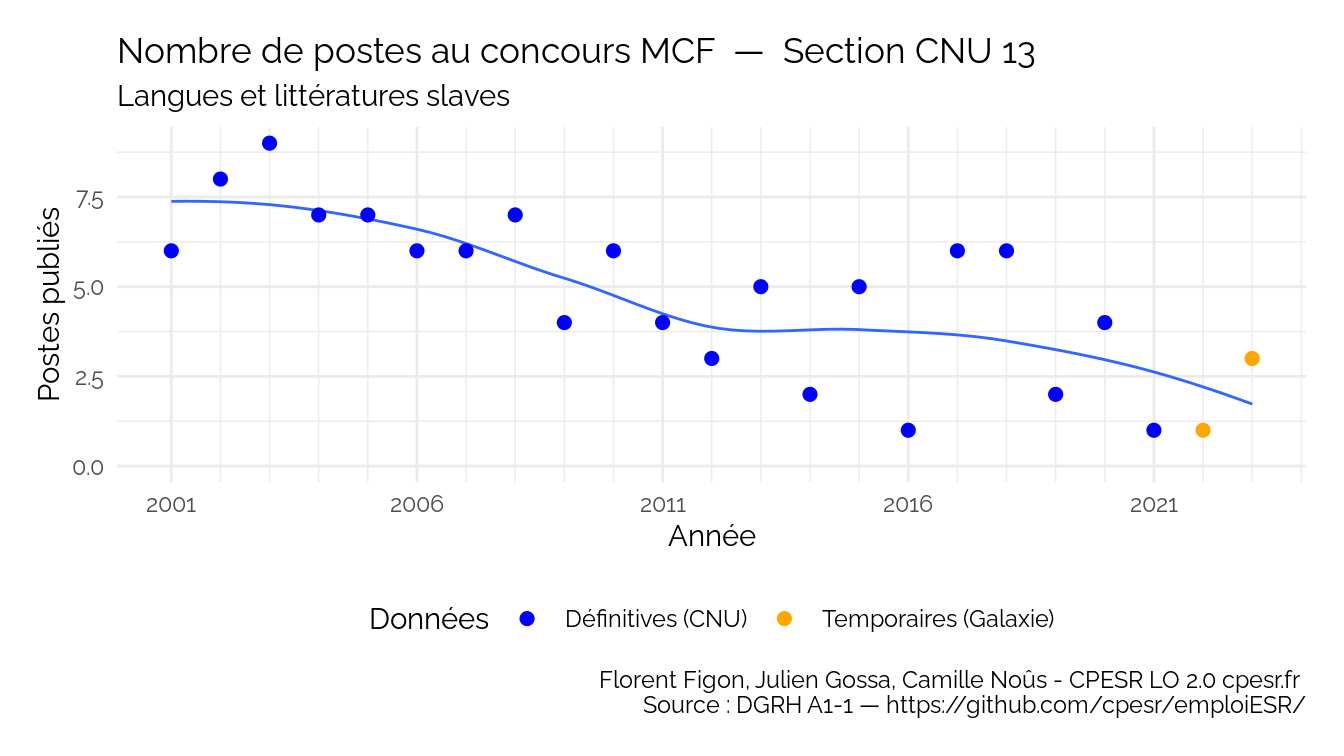 Nombre de postes au concours MCF — Section CNU 13
Langues et littératures slaves
Postes publiés
7.5
5.0
2.5
0.0
2001 2006 2011 2016 2021
Année
Données Définitives (CNU) Temporaires (Galaxie)
Florent Figon, Julien Gossa, Camille Noûs - CPESR LO 2.0 cpesr.fr
Source : DGRH A1-1 — https://github.com/cpesr/emploiESR/